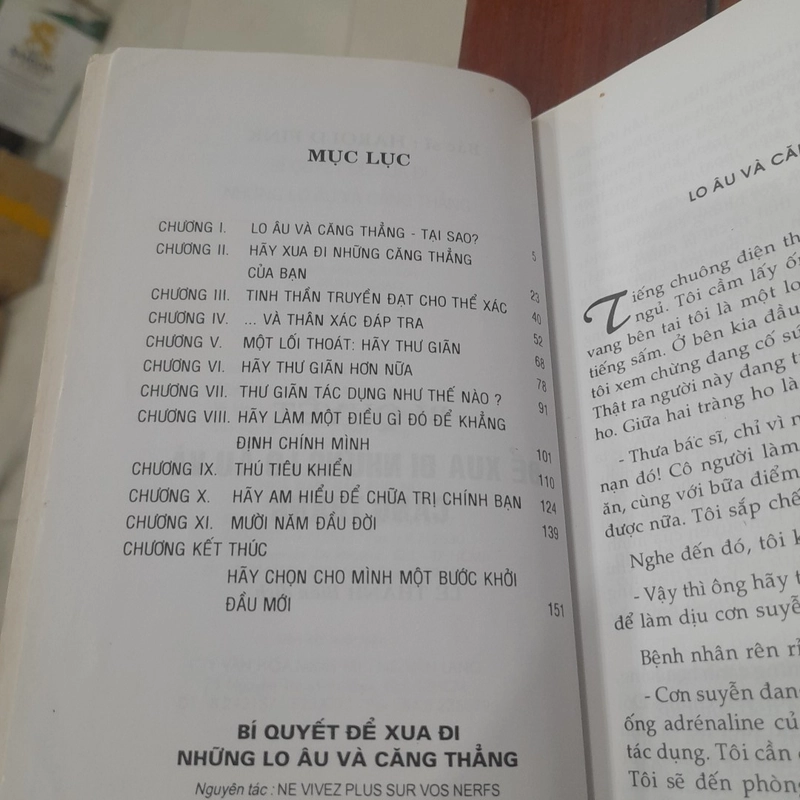 MỤC LỤC
CHƯƠNG I. LO ÂU VÀ CĂNG THẲNG - TẠI SAO?
CHƯƠNG II. HÃY XUA ĐI NHỮNG CĂNG THẲNG 5
CỦA BẠN
CHƯƠNG III. TINH THẦN TRUYỀN ĐẠT CHO THỂ XÁC 23
CHƯƠNG IV. ... VÀ THÂN XÁC ĐÁP TRA 40
CHƯƠNG V. MỘT LỐI THOÁT: HÃY THƯ GIÃN 52
CHƯƠNG VI. HÃY THƯ GIÃN HƠN NỮA 68
CHƯƠNG VII. THƯ GIÃN TÁC DỤNG NHƯ THẾ NÀO ? 78
CHƯƠNG VIII. HÃY LÀM MỘT ĐIỀU GÌ ĐÓ ĐỂ KHẲNG 91
ĐỊNH CHÍNH MÌNH 101
CHƯƠNG IX. THÚ TIÊU KHIỂN 110
CHƯƠNG X. HÃY AM HIỂU ĐỂ CHỮA TRỊ CHÍNH BẠN 124
CHƯƠNG XI. MƯỜI NĂM ĐẦU ĐỜI 139
CHƯƠNG KẾT THÚC
HÃY CHỌN CHO MÌNH MỘT BƯỚC KHỞI
ĐẦU MỚI 151
BÍ QUYẾT ĐỂ XUA ĐI
NHỮNG LO ÂU VÀ CĂNG THẲNG
Nguyên tác : NE VIVEZ PLUS SUR VOS NERFS
LO ÂU VÀ CĂN
Tiếng chuông điện th
ngủ. Tôi cầm lấy ố
vang bên tai tôi là một lo
tiếng sấm. Ở bên kia đầu
tôi xem chừng đang cố sứ
Thật ra người này đang t
ho. Giữa hai tràng ho là
- Thưa bác sĩ, chỉ vì n
nạn đó! Cô người làm
ăn, cùng với bữa điểm
được nữa. Tôi sắp chế
Nghe đến đó, tôi k
- Vậy thì ông hãy t
để làm dịu cơn suyễ
Bệnh nhân rên rỉ
- Cơn suyễn đang
ống adrénaline củ
tác dụng. Tôi cần
Tôi sẽ đến phòn